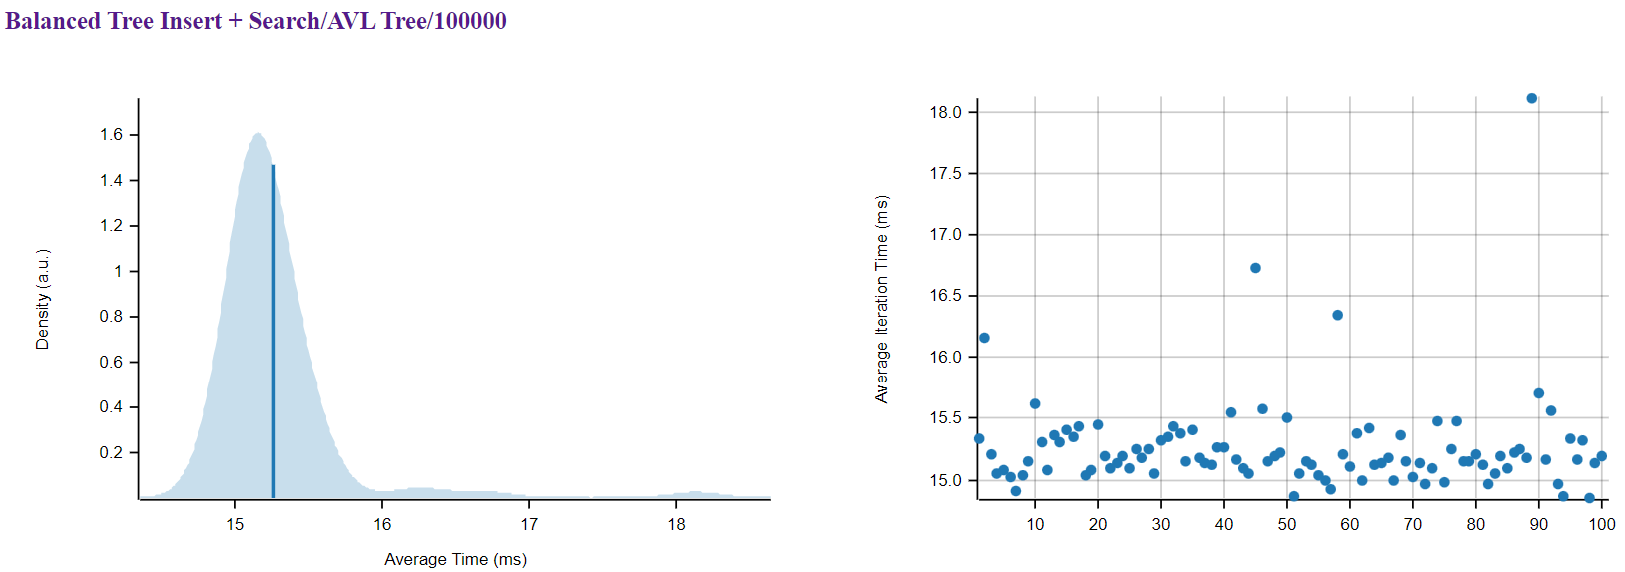 Balanced Tree Insert + Search/AVL Tree/100000
Density (a.u.)
1.6
1.4
1.2
1
0.8
0.6
0.4
0.2
15 16 17 18
Average Time (ms)
Average Iteration Time (ms)
18.0
17.5
17.0
16.5
16.0
15.5
15.0
10 20 30 40 50 60 70 80 90 100